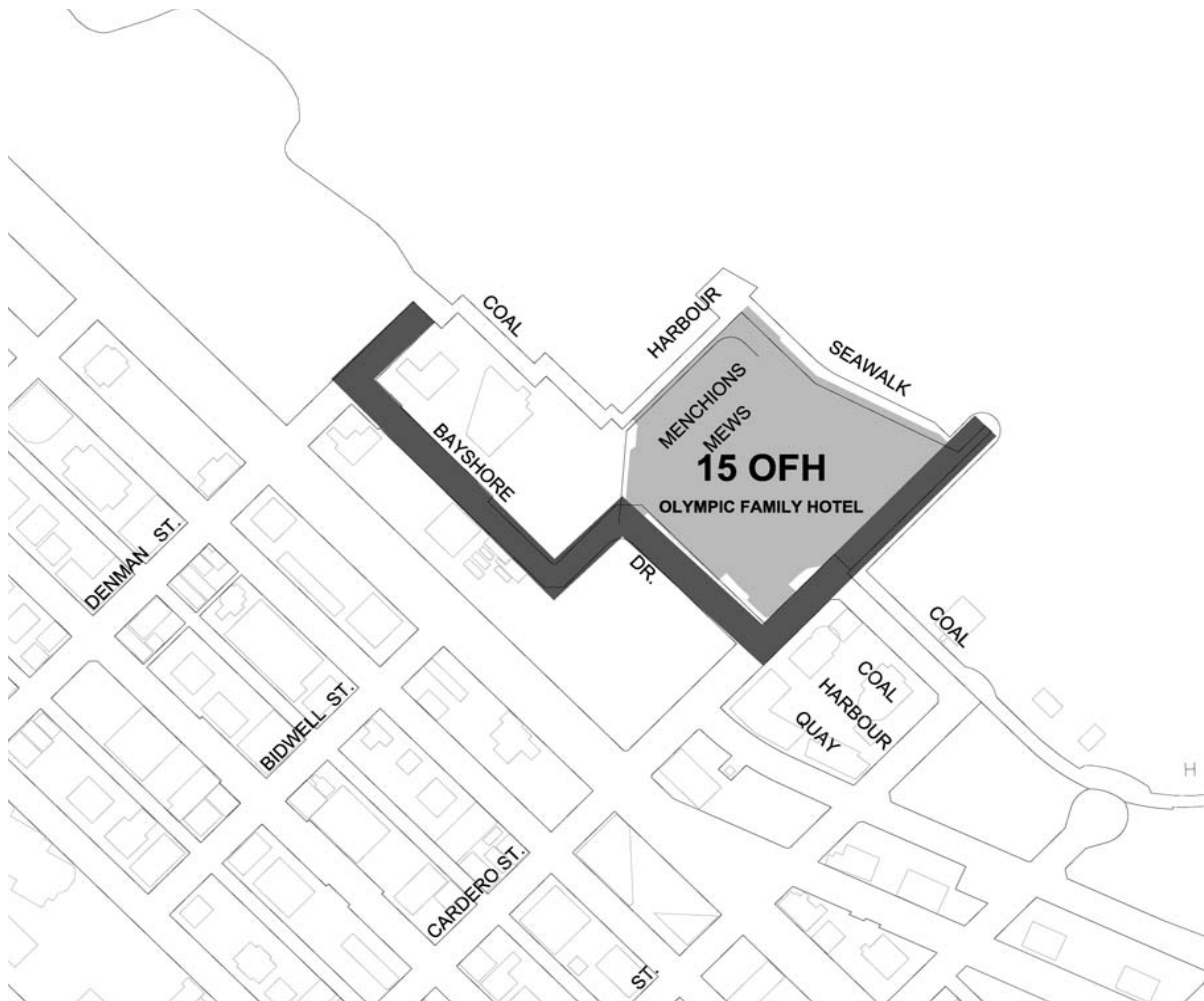 COAL
HARBOUR
SEAWALK
MENCHIONS
MEWS
BAYSHORE
15 OFH
OLYMPIC FAMILY HOTEL
DR.
DENMAN ST.
COAL
COAL
HARBOUR
QUAY
BIDWELL ST.
H
CARDERO ST.
ST.